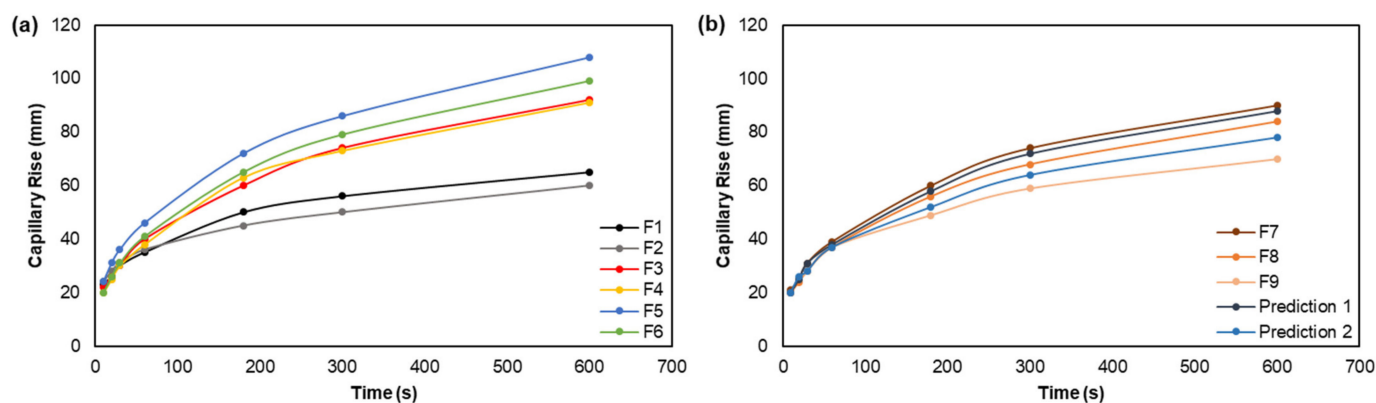 (a)
Capillary Rise (mm)
120
100
80
60
40
20
0
0 100 200 300 400 500 600 700
Time (s)
F1
F2
F3
F4
F5
F6
(b)
Capillary Rise (mm)
120
100
80
60
40
20
0
0 100 200 300 400 500 600 700
Time (s)
F7
F8
F9
Prediction 1
Prediction 2